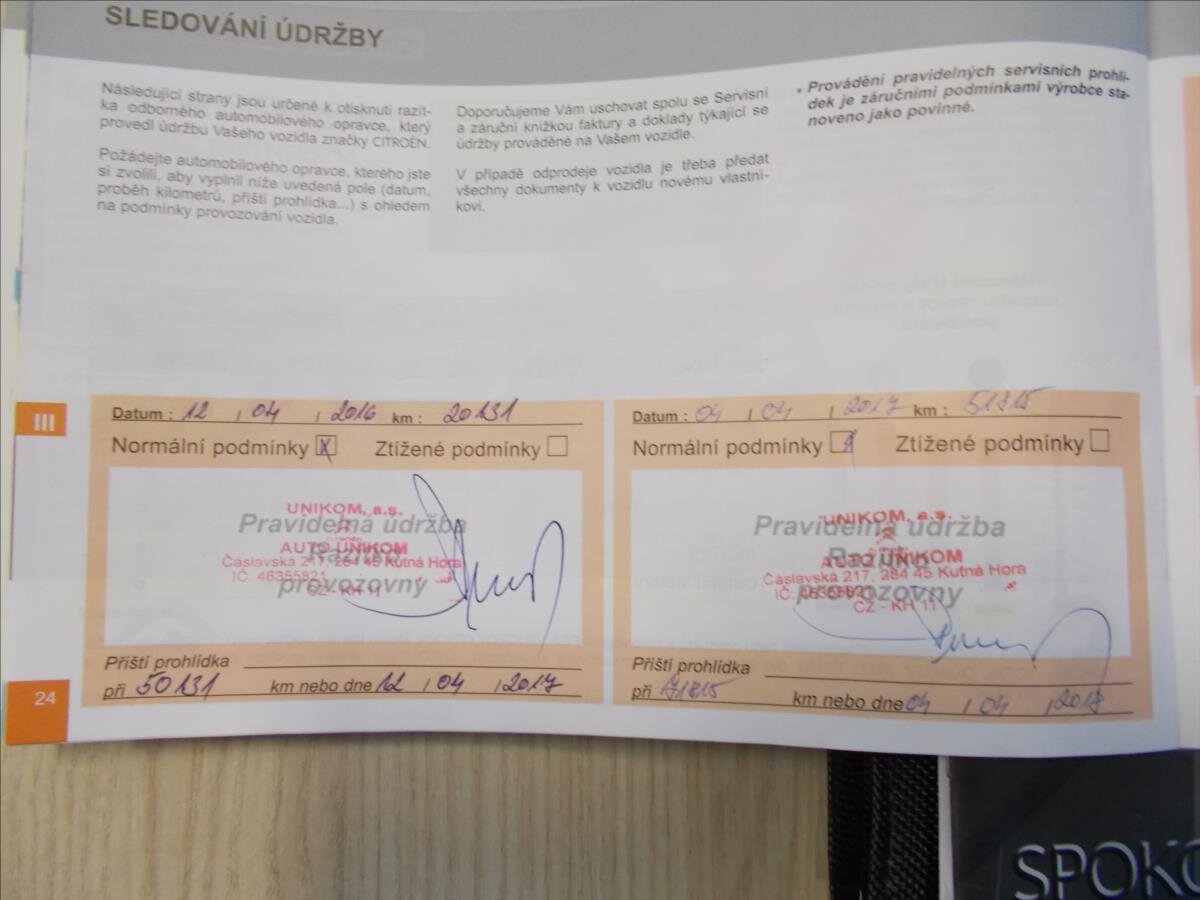 SLEDOVÁNÍ ÚDRŽBY
Následující strany jsou určené k otisknutí razít-
ka odborného automobilového opravce, který
provedl údržbu Vašeho vozidla značky CITROËN.
Požádejte automobilového opravce, kterého jste
si zvolili, aby vyplnil níže uvedená pole (datum,
proběh kilometrů, příští prohlídka...) s ohledem
na podmínky provozování vozidla.
Doporučujeme Vám uschovat spolu se Servisní
a záruční knížkou faktury a doklady týkající se
údržby prováděné na Vašem vozidle.
V případě odprodeje vozidla je třeba předat
všechny dokumenty k vozidlu novému vlastní-
kovi.
• Provádění pravidelných servisních prohlí-
dek je záručními podmínkami výrobce sta-
noveno jako povinné.
III
Datum : 12 / 04 / 2016 km : 20131
Normální podmínky X Ztížené podmínky
UNIKOM, a.s.
Pravidelná údržba
AUTO UNIKOM
Razítko
Čáslavská 217, 284 45 Kutná Hora
IČ: 46355821
provozovny
CZ - KH 11
Příští prohlídka
při 50131 km nebo dne 12 / 04 / 2017
Datum : 04 / 04 / 2017 km : 51815
Normální podmínky Ztížené podmínky
UNIKOM, a.s.
Pravidelná údržba
AUTO UNIKOM
Razítko
Čáslavská 217, 284 45 Kutná Hora
IČ: 46355821
provozovny
CZ - KH 11
Příští prohlídka
při 71815 km nebo dne 04 / 04 / 2018
24
SPOKO